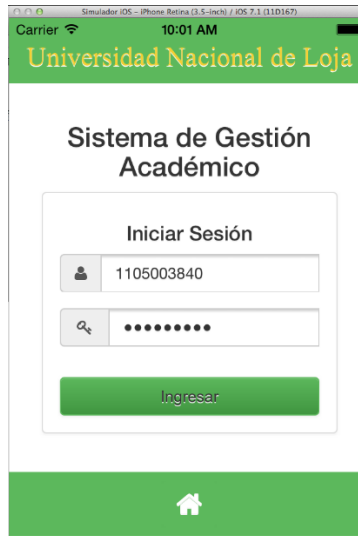 Simulador iOS - iPhone Retina (3.5-inch) / iOS 7.1 (11D167)
Carrier 10:01 AM
Universidad Nacional de Loja
Sistema de Gestión
Académico
Iniciar Sesión
1105003840
•••••••••
Ingresar